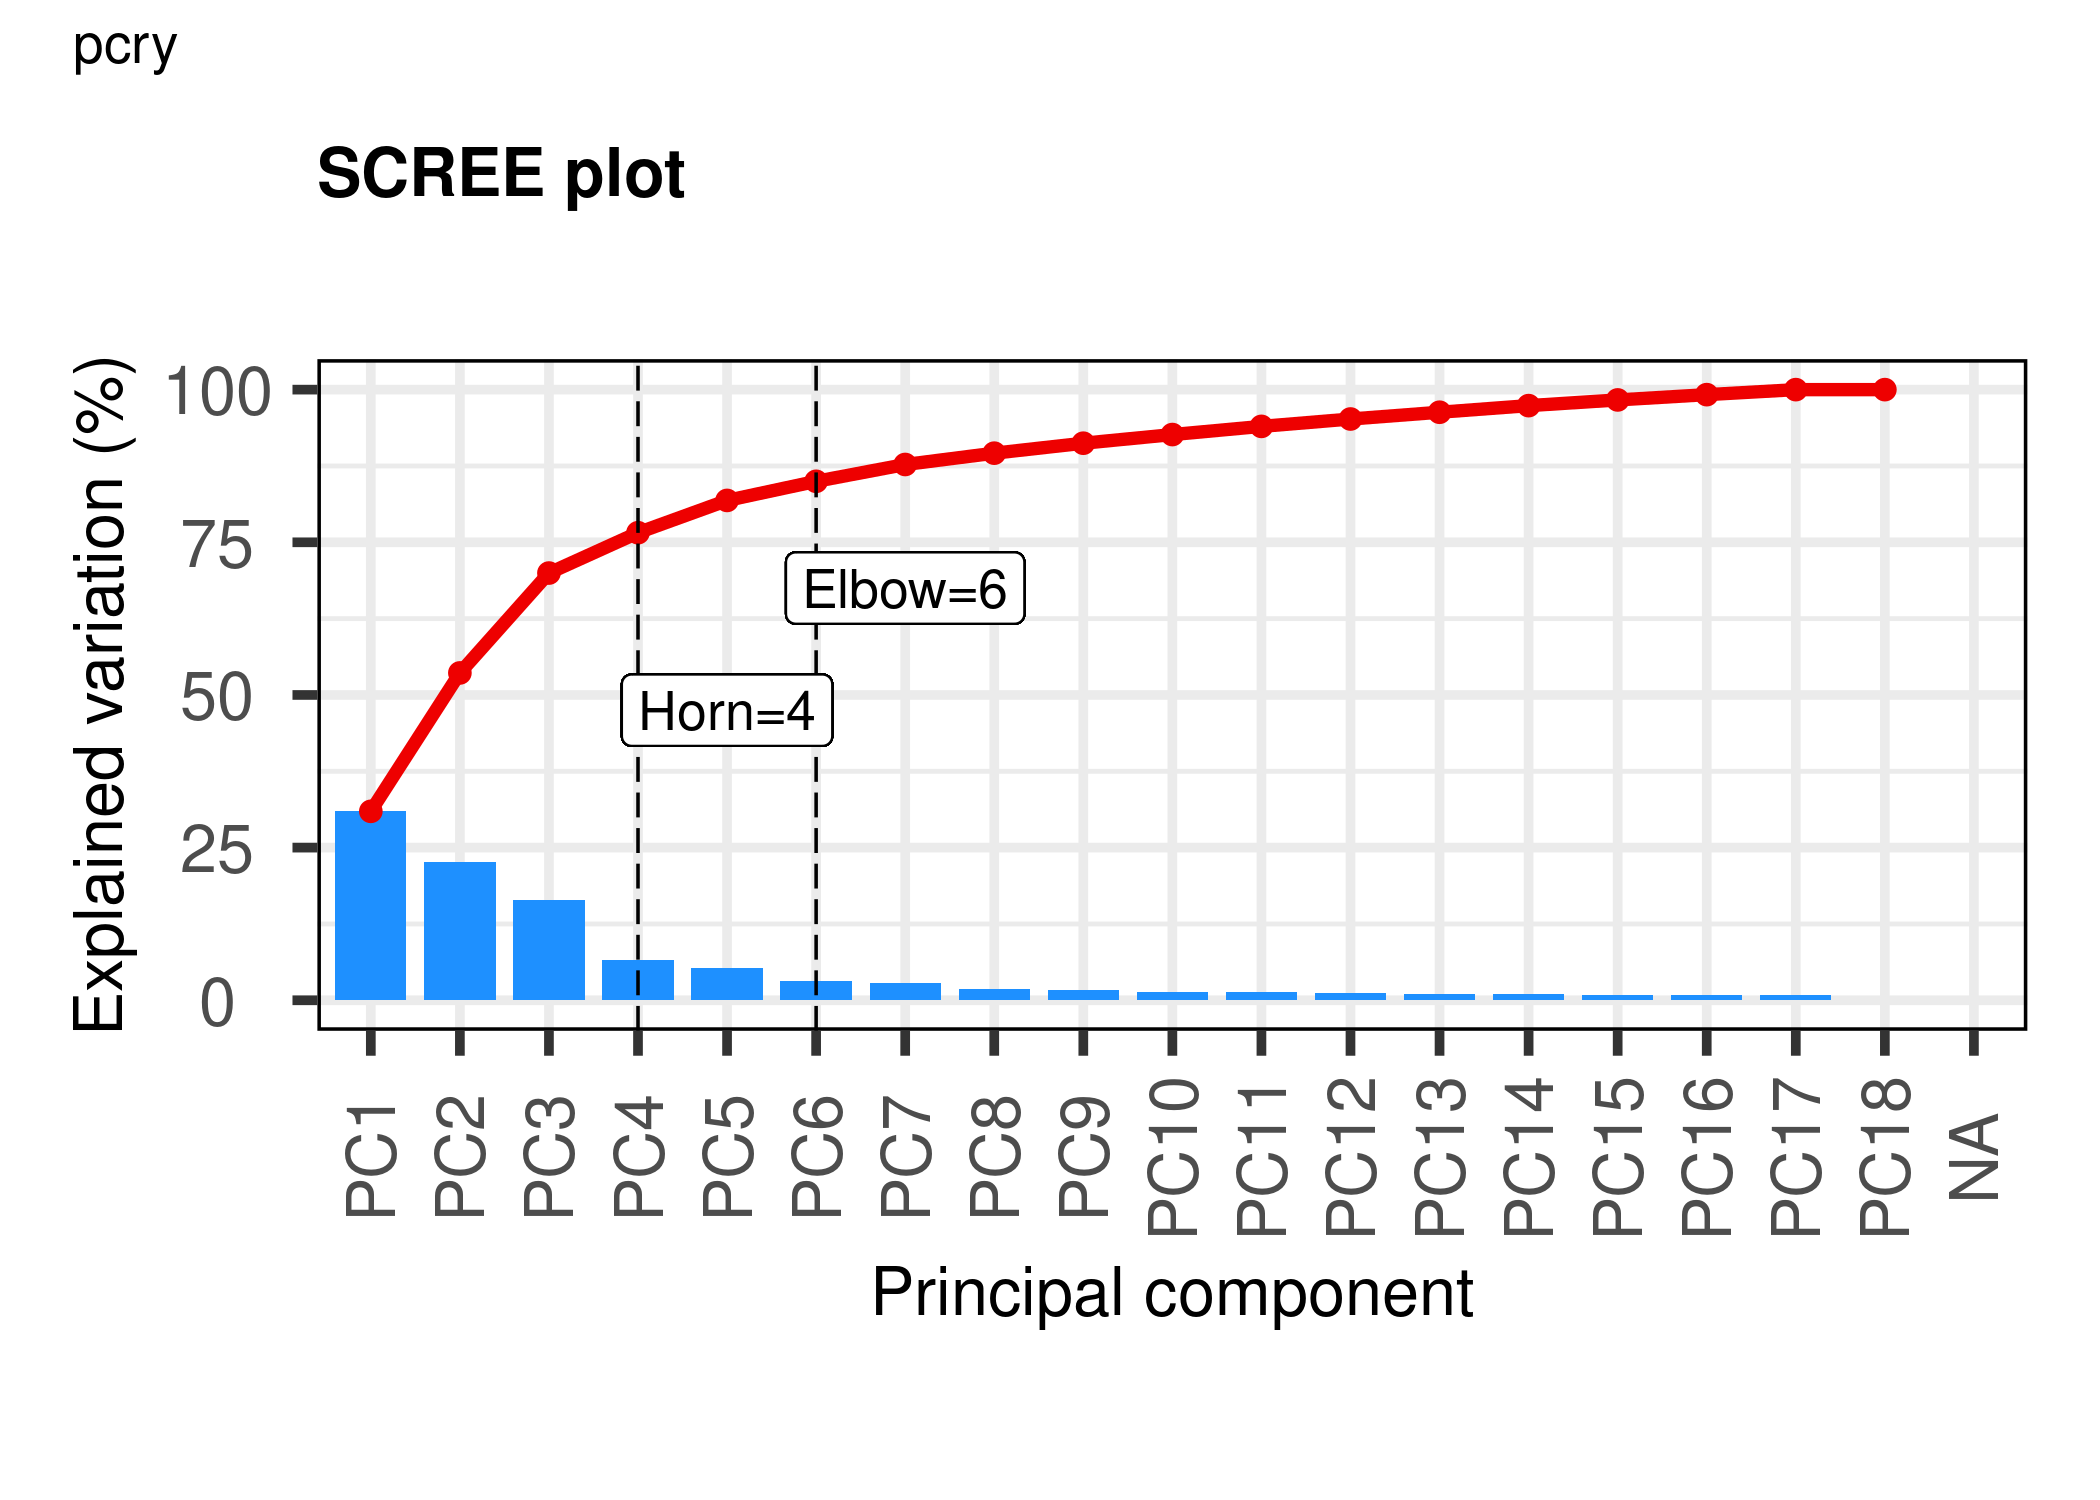 pcry
SCREE plot
Explained variation (%)
100
75
50
25
0
Elbow=6
Horn=4
PC1
PC2
PC3
PC4
PC5
PC6
PC7
PC8
PC9
PC10
PC11
PC12
PC13
PC14
PC15
PC16
PC17
PC18
NA
Principal component